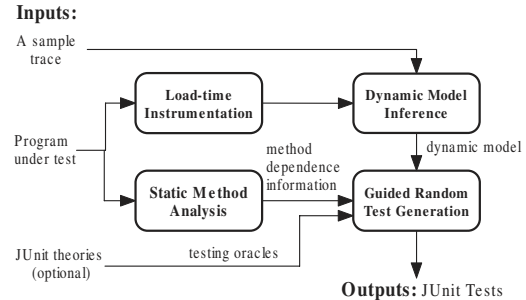 Inputs:
A sample
trace
Load-time
Instrumentation
Dynamic Model
Inference
Program
under test
method
dependence
information
dynamic model
Static Method
Analysis
Guided Random
Test Generation
JUnit theories
(optional)
testing oracles
Outputs: JUnit Tests